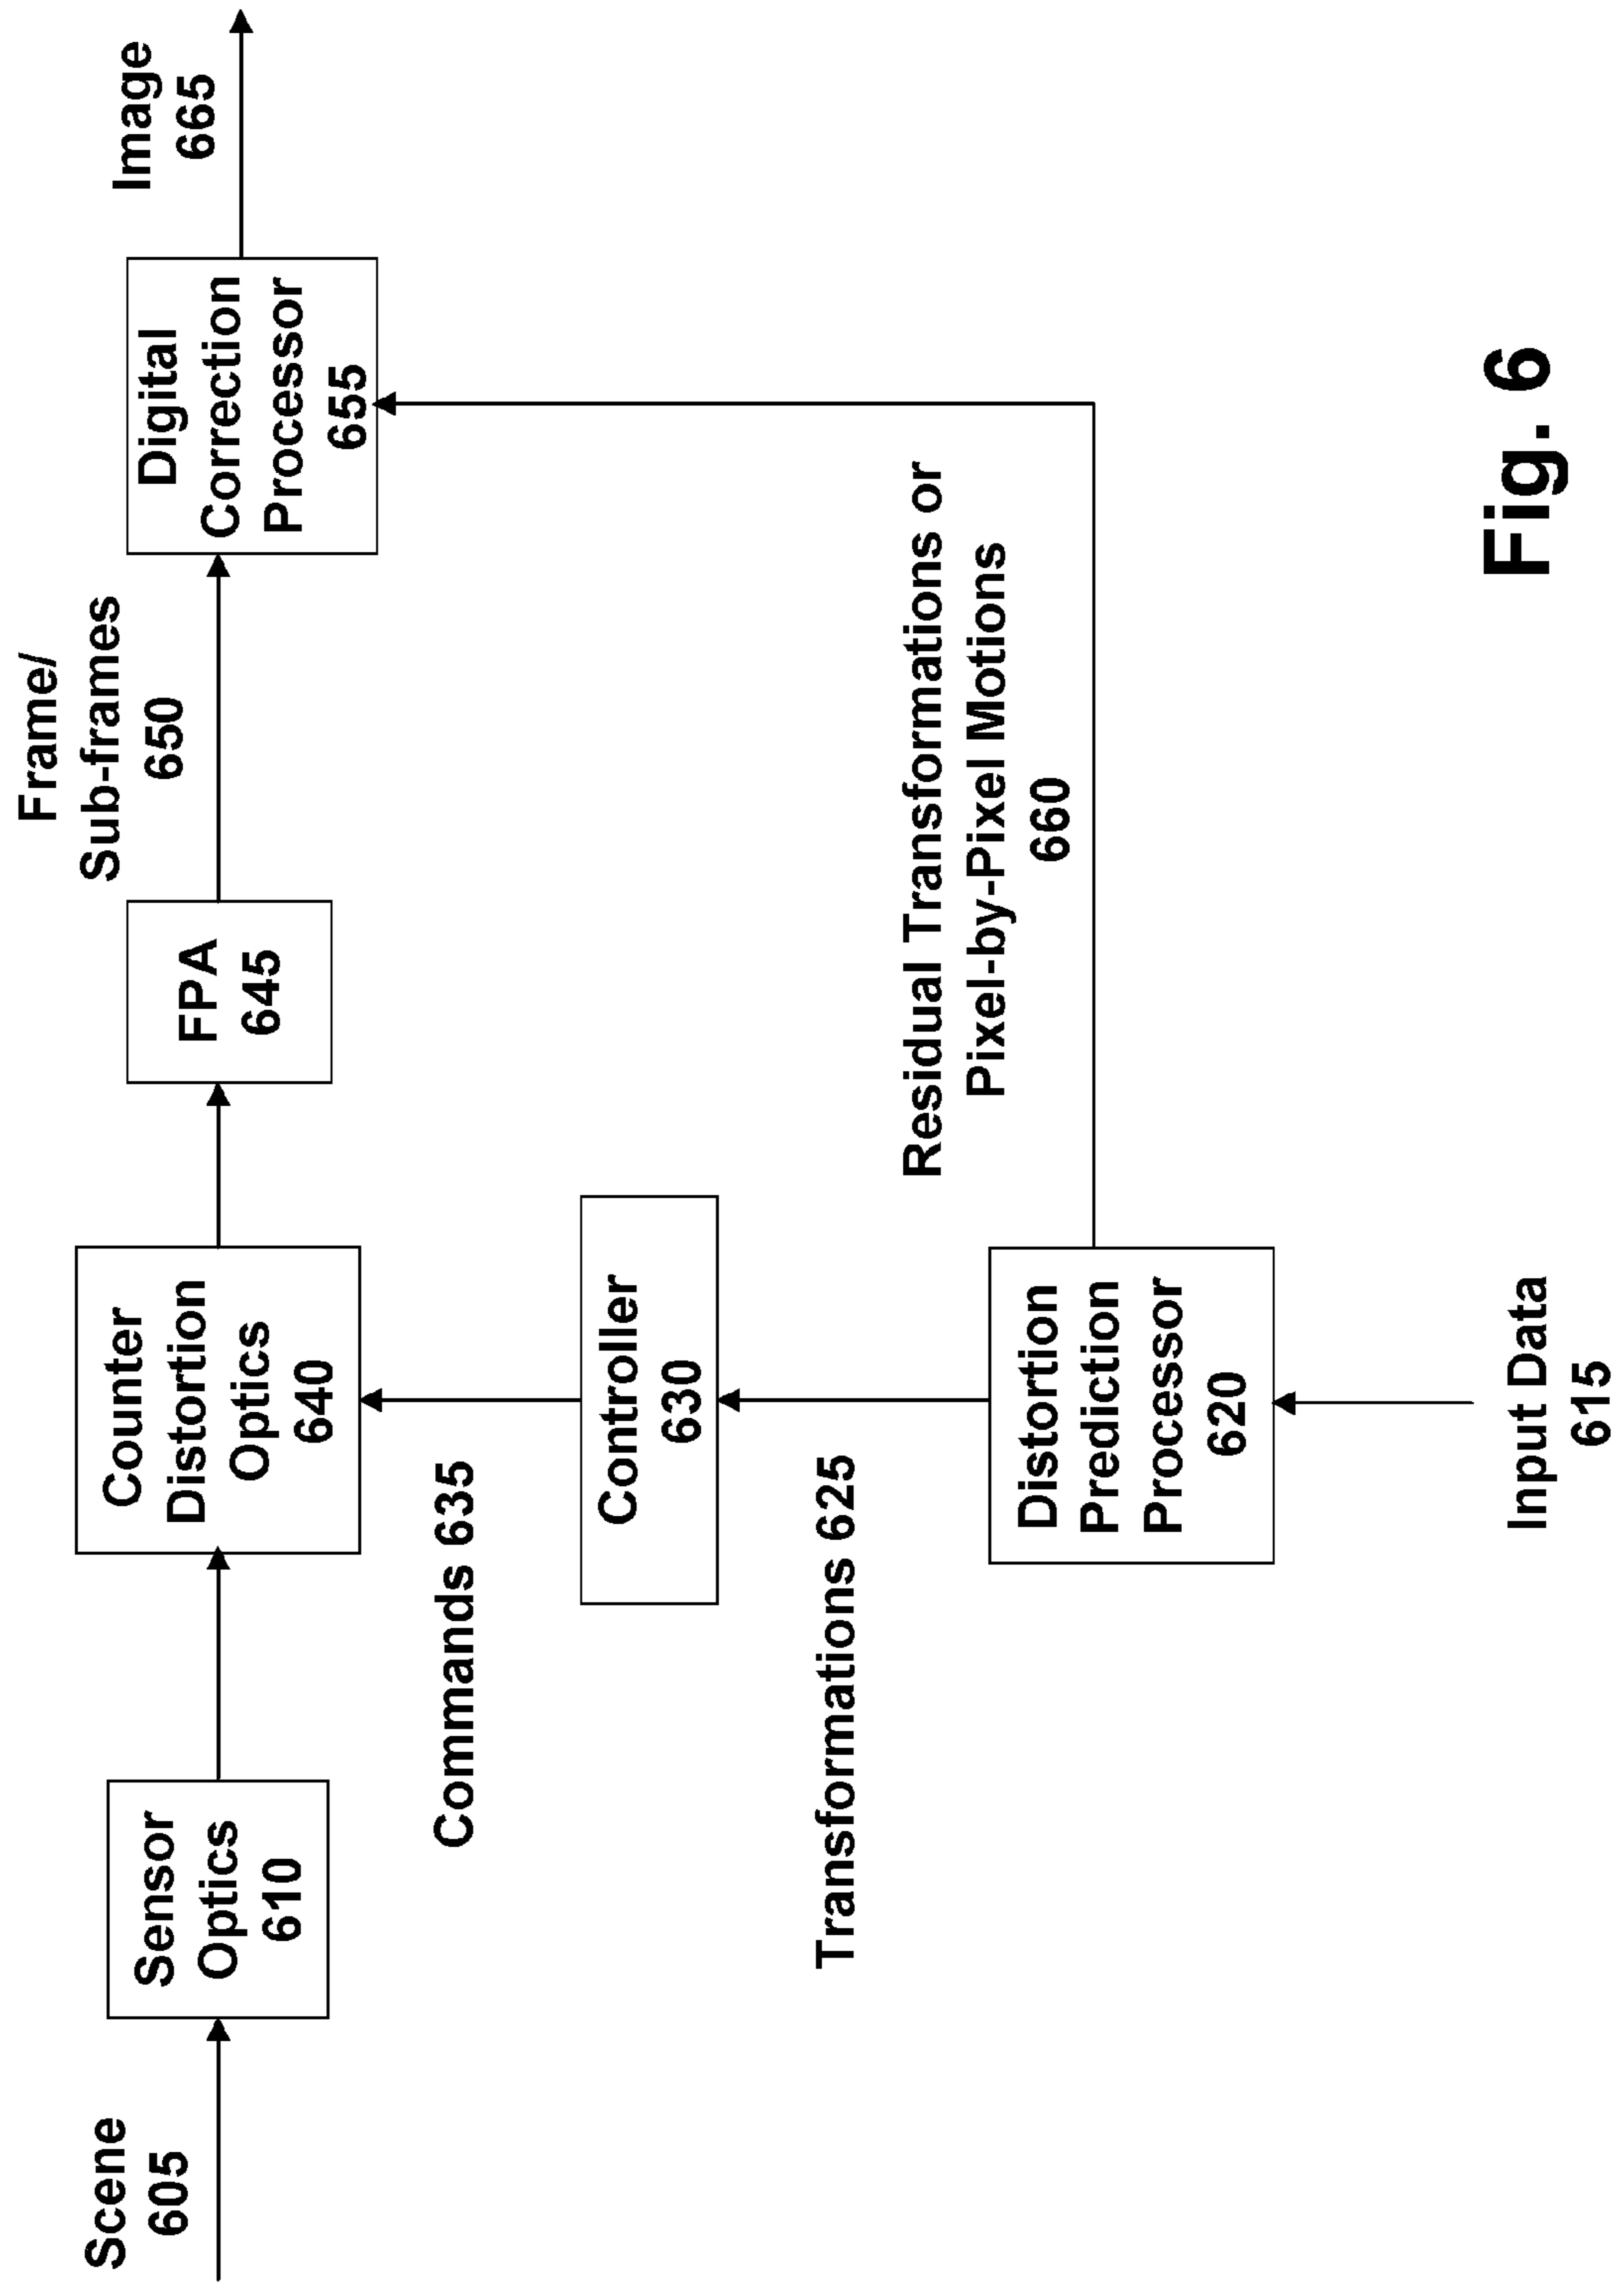 Scene
605
Sensor
Optics
610
Counter
Distortion
Optics
640
FPA
645
Frame/
Sub-frames
650
Digital
Correction
Processor
655
Image
665
Commands 635
Controller
630
Transformations 625
Distortion
Prediction
Processor
620
Residual Transformations or
Pixel-by-Pixel Motions
660
Input Data
615
Fig. 6